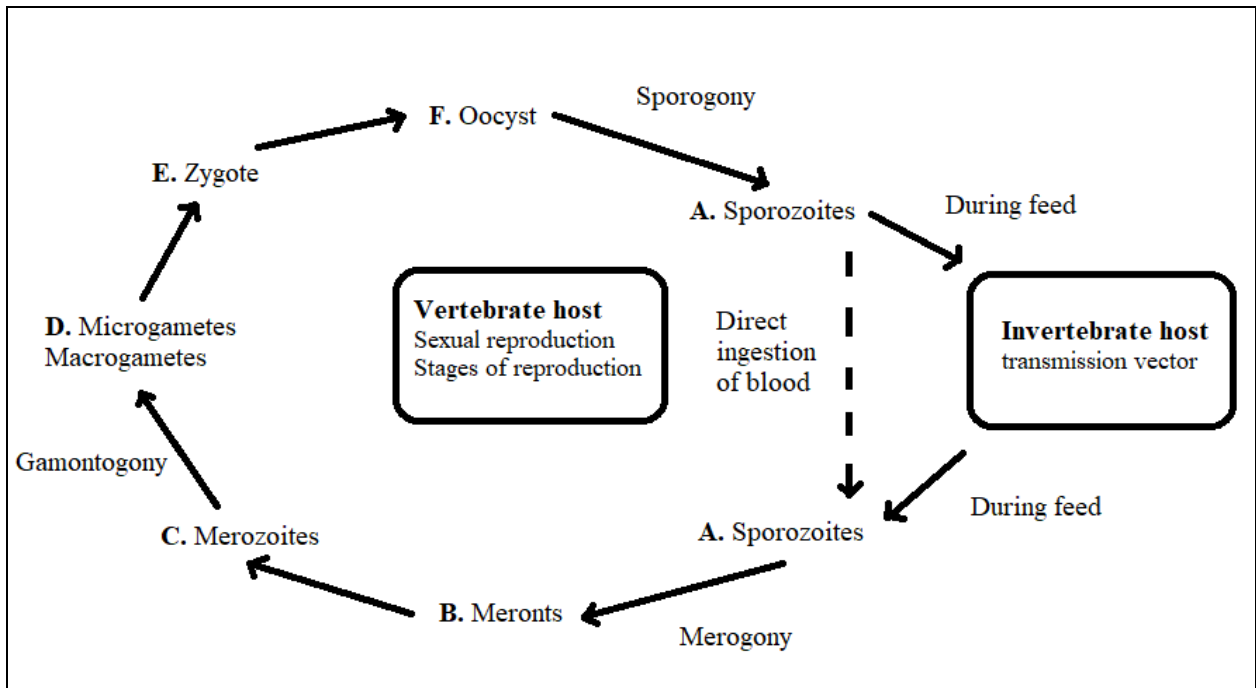 Sporogony
F. Oocyst
E. Zygote
A. Sporozoites
During feed
D. Microgametes
Macrogametes
Vertebrate host
Sexual reproduction
Stages of reproduction
Direct
ingestion
of blood
Invertebrate host
transmission vector
Gamontogony
C. Merozoites
A. Sporozoites
During feed
B. Meronts
Merogony